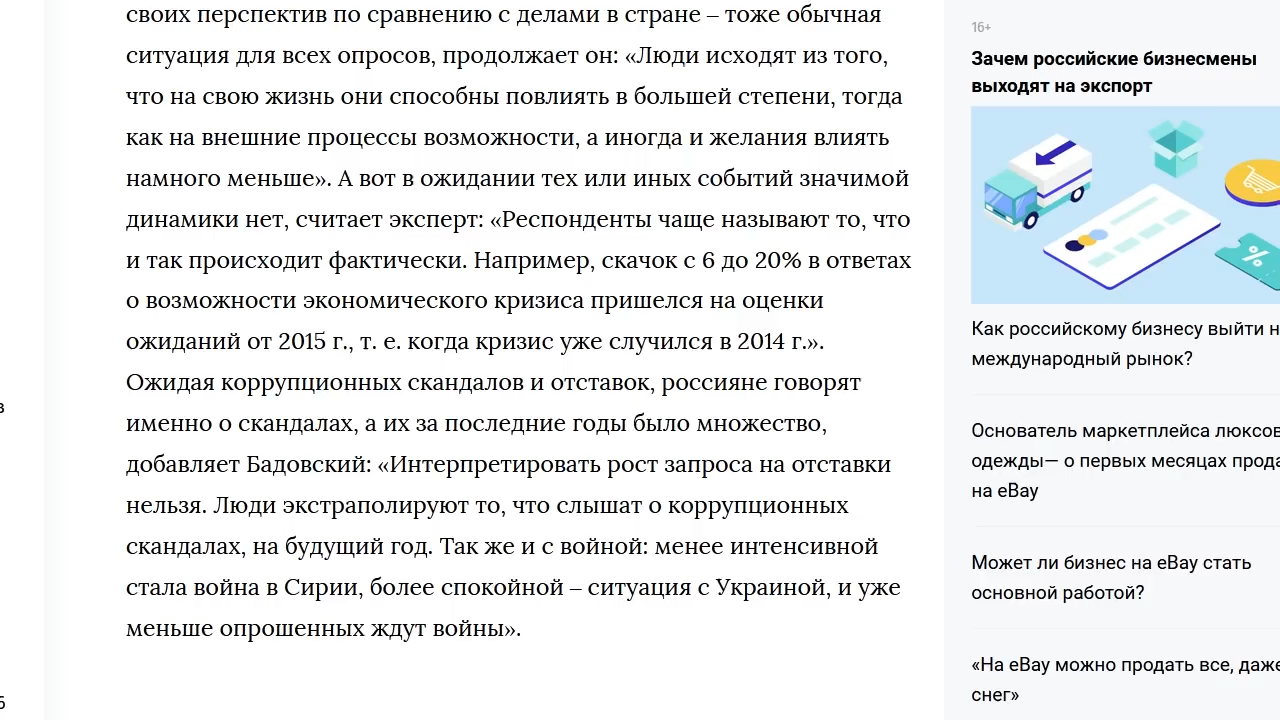 своих перспектив по сравнению с делами в стране – тоже обычная
ситуация для всех опросов, продолжает он: «Люди исходят из того,
что на свою жизнь они способны повлиять в большей степени, тогда
как на внешние процессы возможности, а иногда и желания влиять
намного меньше». А вот в ожидании тех или иных событий значимой
динамики нет, считает эксперт: «Респонденты чаще называют то, что
и так происходит фактически. Например, скачок с 6 до 20% в ответах
о возможности экономического кризиса пришелся на оценки
ожиданий от 2015 г., т. е. когда кризис уже случился в 2014 г.».
Ожидая коррупционных скандалов и отставок, россияне говорят
именно о скандалах, а их за последние годы было множество,
добавляет Бадовский: «Интерпретировать рост запроса на отставки
нельзя. Люди экстраполируют то, что слышат о коррупционных
скандалах, на будущий год. Так же и с войной: менее интенсивной
стала война в Сирии, более спокойной – ситуация с Украиной, и уже
меньше опрошенных ждут войны».
16+
Зачем российские бизнесмены
выходят на экспорт
%
Как российскому бизнесу выйти
международный рынок?
Основатель маркетплейса
одежды— о первых месяцах
на eBay
Может ли бизнес на eBay стать
основной работой?
«На eBay можно продать все, даже
снег»